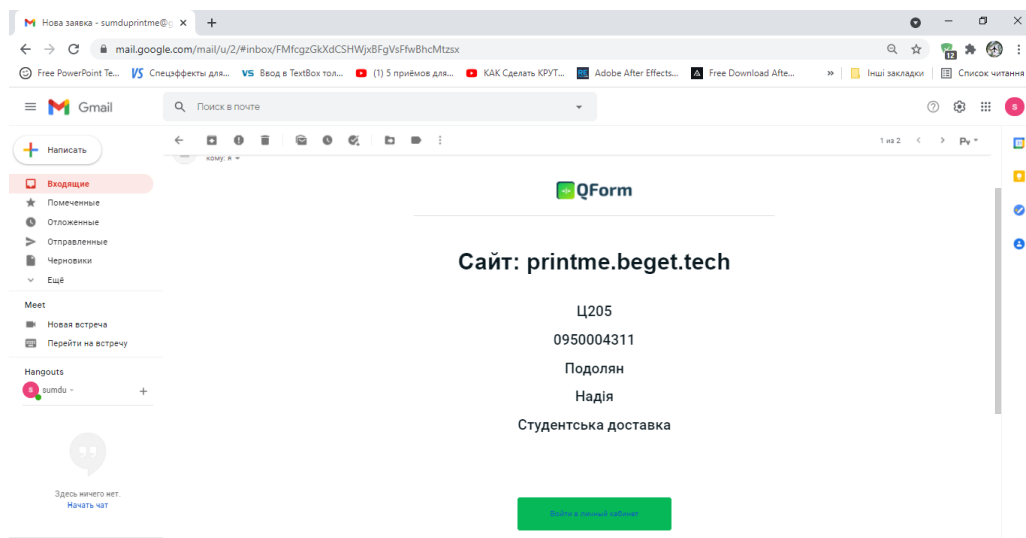 Нова заявка - sumduprintme@g
mail.google.com/mail/u/2/#inbox/FMfcgzGkXdCSHWjxBFgVsFfwBhcMtzsx
12
Free PowerPoint Te... Спецэффекты для... Ввод в TextBox тол... (1) 5 приёмов для... КАК Сделать КРУТ... Adobe After Effects... Free Download Afte... » Інші закладки Список читання
Gmail
Поиск в почте
S
Написать
1 из 2
кому: я
Входящие
Помеченные
Отложенные
Отправленные
Черновики
Ещё
Meet
Новая встреча
Перейти на встречу
Hangouts
S sumdu
Здесь ничего нет.
Начать чат
QForm
Сайт: printme.beget.tech
Ц205
0950004311
Подолян
Надія
Студентська доставка
Войти в личный кабинет